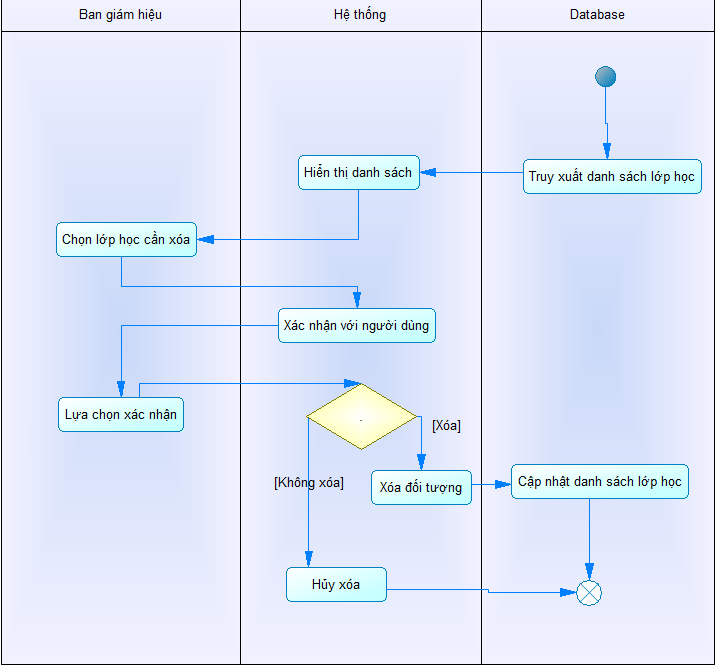 Ban giám hiệu
Hệ thống
Database
Truy xuất danh sách lớp học
Hiển thị danh sách
Chọn lớp học cần xóa
Xác nhận với người dùng
Lựa chọn xác nhận
.
[Xóa]
[Không xóa]
Xóa đối tượng
Cập nhật danh sách lớp học
Hủy xóa